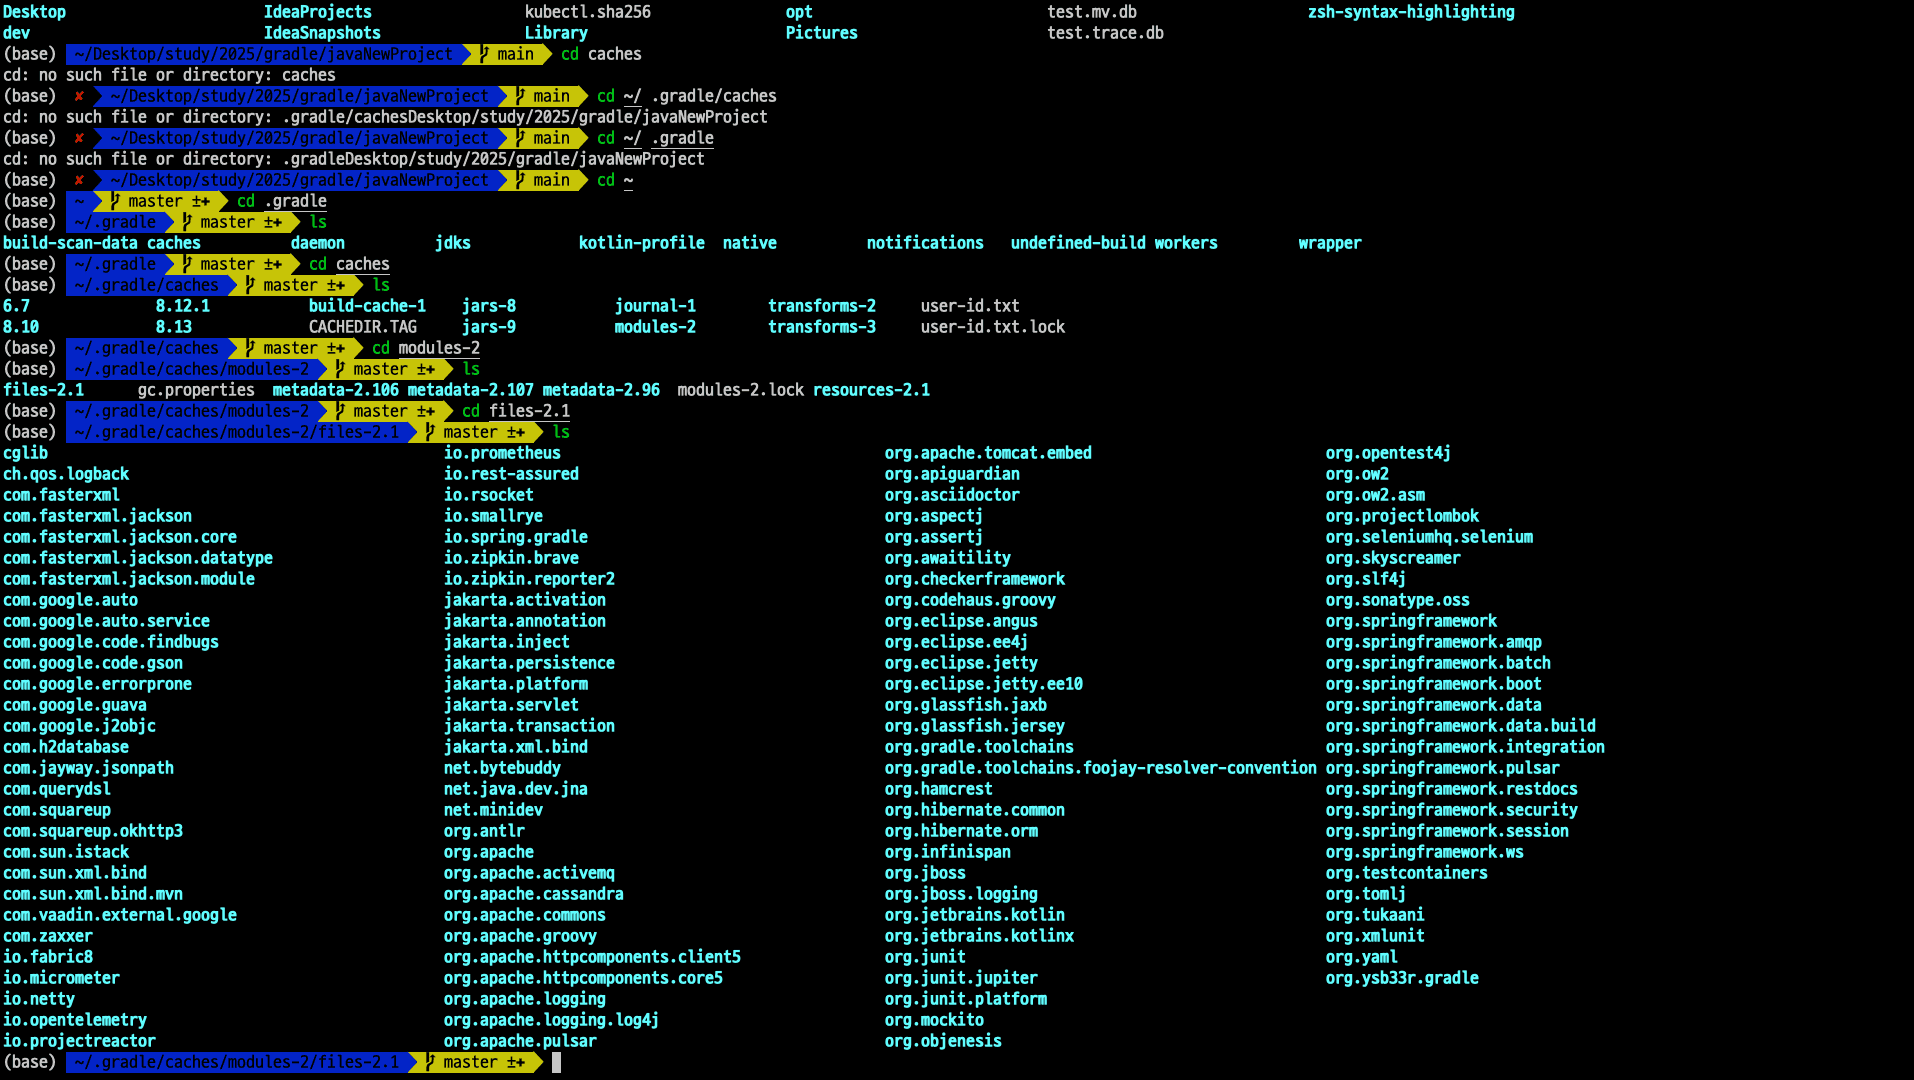 Desktop IdeaProjects kubectl.sha256 opt test.mv.db zsh-syntax-highlighting
dev IdeaSnapshots Library Pictures test.trace.db
(base) ~/Desktop/study/2025/gradle/javaNewProject main cd caches
cd: no such file or directory: caches
(base) ✘ ~/Desktop/study/2025/gradle/javaNewProject main cd ~/ .gradle/caches
cd: no such file or directory: .gradle/cachesDesktop/study/2025/gradle/javaNewProject
(base) ✘ ~/Desktop/study/2025/gradle/javaNewProject main cd ~/ .gradle
cd: no such file or directory: .gradleDesktop/study/2025/gradle/javaNewProject
(base) ✘ ~/Desktop/study/2025/gradle/javaNewProject main cd ~
(base) ~ master ±✚ cd .gradle
(base) ~/.gradle master ±✚ ls
build-scan-data caches daemon jdks kotlin-profile native notifications undefined-build workers wrapper
(base) ~/.gradle master ±✚ cd caches
(base) ~/.gradle/caches master ±✚ ls
6.7 8.12.1 build-cache-1 jars-8 journal-1 transforms-2 user-id.txt
8.10 8.13 CACHEDIR.TAG jars-9 modules-2 transforms-3 user-id.txt.lock
(base) ~/.gradle/caches master ±✚ cd modules-2
(base) ~/.gradle/caches/modules-2 master ±✚ ls
files-2.1 gc.properties metadata-2.106 metadata-2.107 metadata-2.96 modules-2.lock resources-2.1
(base) ~/.gradle/caches/modules-2 master ±✚ cd files-2.1
(base) ~/.gradle/caches/modules-2/files-2.1 master ±✚ ls
cglib io.prometheus org.apache.tomcat.embed org.opentest4j
ch.qos.logback io.rest-assured org.apiguardian org.ow2
com.fasterxml io.rsocket org.asciidoctor org.ow2.asm
com.fasterxml.jackson io.smallrye org.aspectj org.projectlombok
com.fasterxml.jackson.core io.spring.gradle org.assertj org.seleniumhq.selenium
com.fasterxml.jackson.datatype io.zipkin.brave org.awaitility org.skyscreamer
com.fasterxml.jackson.module io.zipkin.reporter2 org.checkerframework org.slf4j
com.google.auto jakarta.activation org.codehaus.groovy org.sonatype.oss
com.google.auto.service jakarta.annotation org.eclipse.angus org.springframework
com.google.code.findbugs jakarta.inject org.eclipse.ee4j org.springframework.amqp
com.google.code.gson jakarta.persistence org.eclipse.jetty org.springframework.batch
com.google.errorprone jakarta.platform org.eclipse.jetty.ee10 org.springframework.boot
com.google.guava jakarta.servlet org.glassfish.jaxb org.springframework.data
com.google.j2objc jakarta.transaction org.glassfish.jersey org.springframework.data.build
com.h2database jakarta.xml.bind org.gradle.toolchains org.springframework.integration
com.jayway.jsonpath net.bytebuddy org.gradle.toolchains.foojay-resolver-convention org.springframework.pulsar
com.querydsl net.java.dev.jna org.hamcrest org.springframework.restdocs
com.squareup net.minidev org.hibernate.common org.springframework.security
com.squareup.okhttp3 org.antlr org.hibernate.orm org.springframework.session
com.sun.istack org.apache org.infinispan org.springframework.ws
com.sun.xml.bind org.apache.activemq org.jboss org.testcontainers
com.sun.xml.bind.mvn org.apache.cassandra org.jboss.logging org.tomlj
com.vaadin.external.google org.apache.commons org.jetbrains.kotlin org.tukaani
com.zaxxer org.apache.groovy org.jetbrains.kotlinx org.xmlunit
io.fabric8 org.apache.httpcomponents.client5 org.junit org.yaml
io.micrometer org.apache.httpcomponents.core5 org.junit.jupiter org.ysb33r.gradle
io.netty org.apache.logging org.junit.platform
io.opentelemetry org.apache.logging.log4j org.mockito
io.projectreactor org.apache.pulsar org.objenesis
(base) ~/.gradle/caches/modules-2/files-2.1 master ±✚